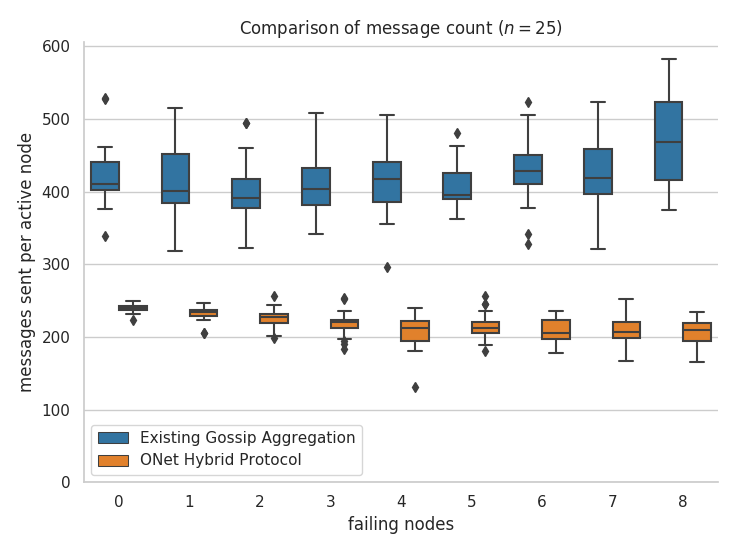 Comparison of message count (n = 25)
messages sent per active node
600
500
400
300
200
100
0
Existing Gossip Aggregation
ONet Hybrid Protocol
0 1 2 3 4 5 6 7 8
failing nodes